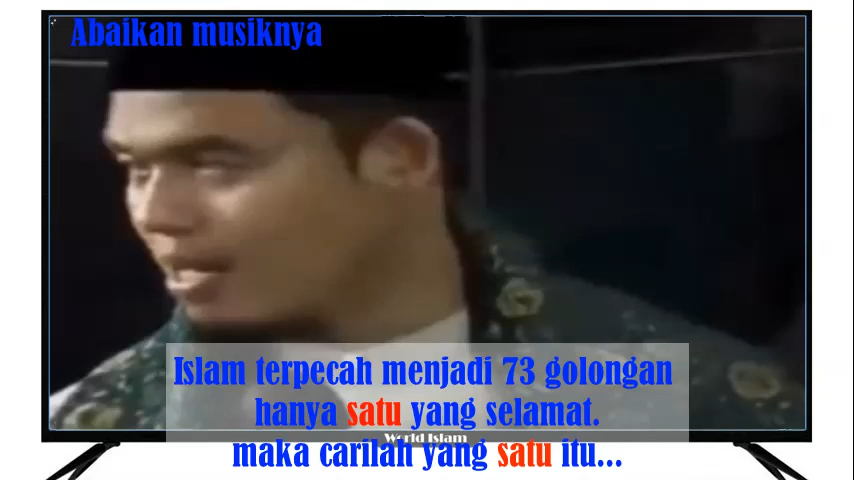 Abaikan musiknya
Islam terpecah menjadi 73 golongan
hanya satu yang selamat.
World Islam
maka carilah yang satu itu...